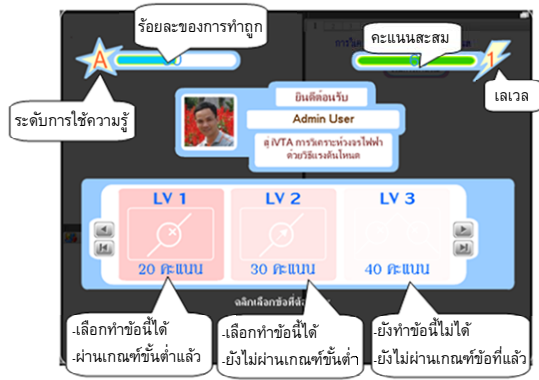 ร้อยละของการทำถูก
คะแนนสะสม
A
1
ระดับการใช้ความรู้
เลเวล
ยินดีต้อนรับ
Admin User
สู่ iVTA การวิเคราะห์วงจรไฟฟ้า
ด้วยวิธีแรงดันโหนด
LV 1
LV 2
LV 3
20 คะแนน
30 คะแนน
40 คะแนน
คลิกเลือกข้อที่
-เลือกทำข้อนี้ได้
-ผ่านเกณฑ์ขั้นต่ำแล้ว
-เลือกทำข้อนี้ได้
-ยังไม่ผ่านเกณฑ์ขั้นต่ำ
-ยังทำข้อนี้ไม่ได้
-ยังไม่ผ่านเกณฑ์ข้อที่แล้ว